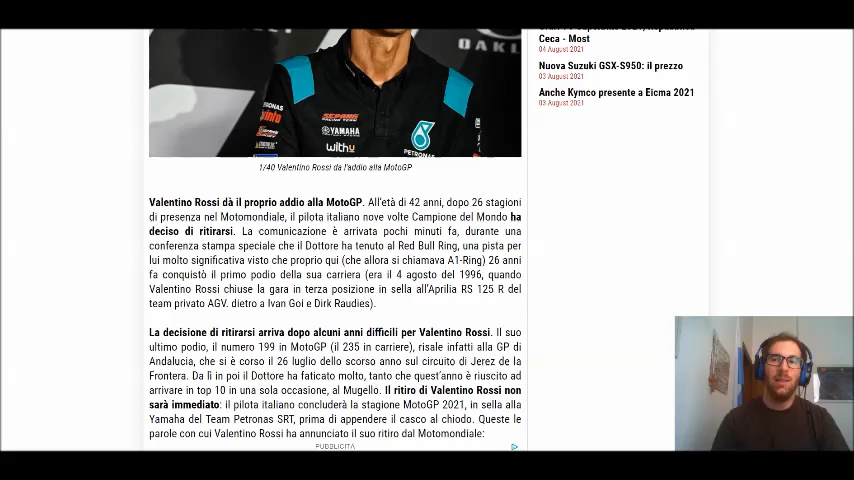 OAKL
PETRONAS
SEPANG
RACING TEAM
YAMAHA
withu
PETRONAS
1/40 Valentino Rossi da l'addio alla MotoGP
Valentino Rossi dà il proprio addio alla MotoGP. All'età di 42 anni, dopo 26 stagioni
di presenza nel Motomondiale, il pilota italiano nove volte Campione del Mondo ha
deciso di ritirarsi. La comunicazione è arrivata pochi minuti fa, durante una
conferenza stampa speciale che il Dottore ha tenuto al Red Bull Ring, una pista per
lui molto significativa visto che proprio qui (che allora si chiamava A1-Ring) 26 anni
fa conquistò il primo podio della sua carriera (era il 4 agosto del 1996, quando
Valentino Rossi chiuse la gara in terza posizione in sella all'Aprilia RS 125 R del
team privato AGV. dietro a Ivan Goi e Dirk Raudies).
La decisione di ritirarsi arriva dopo alcuni anni difficili per Valentino Rossi. Il suo
ultimo podio, il numero 199 in MotoGP (il 235 in carriere), risale infatti alla GP di
Andalucia, che si è corso il 26 luglio dello scorso anno sul circuito di Jerez de la
Frontera. Da lì in poi il Dottore ha faticato molto, tanto che quest'anno è riuscito ad
arrivare in top 10 in una sola occasione, al Mugello. Il ritiro di Valentino Rossi non
sarà immediato: il pilota italiano concluderà la stagione MotoGP 2021, in sella alla
Yamaha del Team Petronas SRT, prima di appendere il casco al chiodo. Queste le
parole con cui Valentino Rossi ha annunciato il suo ritiro dal Motomondiale:
PUBBLICITÀ
Ceca - Most
04 August 2021
Nuova Suzuki GSX-S950: il prezzo
03 August 2021
Anche Kymco presente a Eicma 2021
03 August 2021